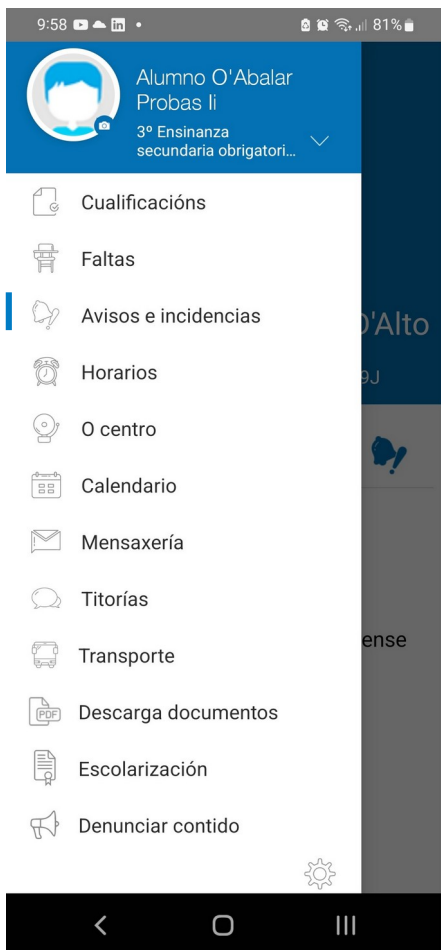 9:58
81%
Alumno O'Abalar
Probas Ii
3º Ensinanza
secundaria obrigatori...
Cualificacións
Faltas
Avisos e incidencias
O'Alto
Horarios
9J
O centro
Calendario
Mensaxería
Titorías
Transporte
ense
PDF
Descarga documentos
Escolarización
Denunciar contido